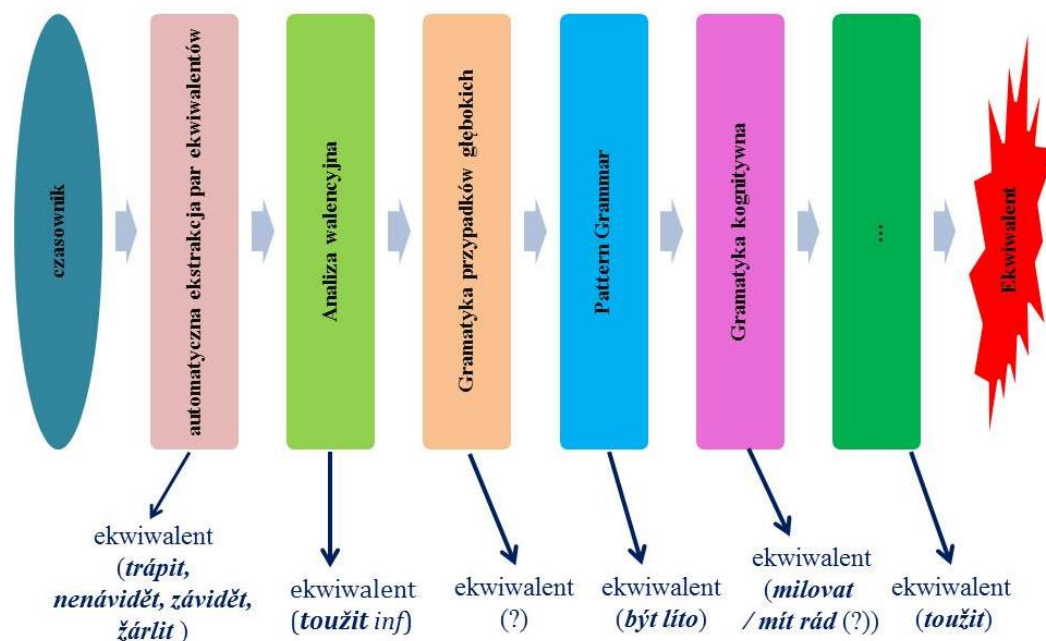 czasownik
automatyczna ekstrakcja par ekwiwalentów
Analiza walencyjna
Gramatyka przypadków głębokich
Pattern Grammar
Gramatyka kognitywna
...
Ekwiwalent
ekwiwalent
(trápit,
nenávidět, závidět,
žárlit )
ekwiwalent
(toužit inf)
ekwiwalent
(?)
ekwiwalent
(být líto)
ekwiwalent
(milovat
/ mít rád (?))
ekwiwalent
(toužit)